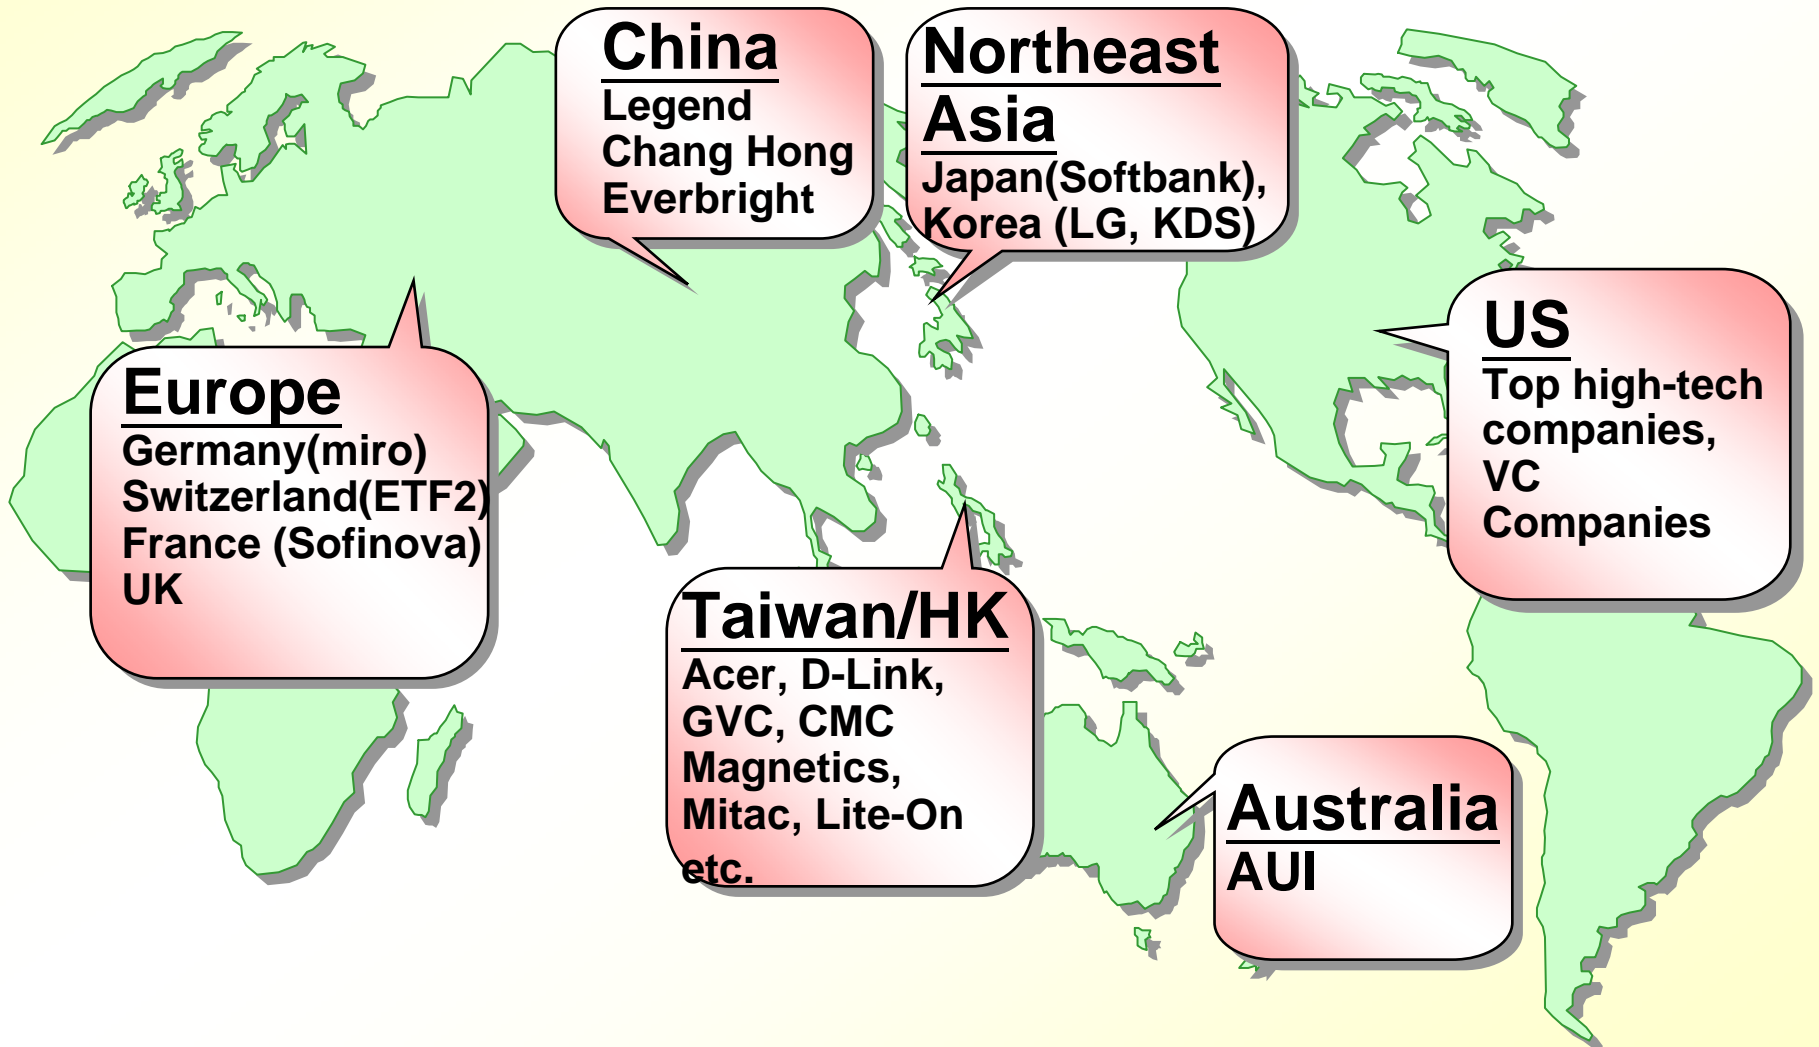 China
Legend
Chang Hong
Everbright
Northeast
Asia
Japan(Softbank),
Korea (LG, KDS)
US
Top high-tech
companies,
VC
Companies
Europe
Germany(miro)
Switzerland(ETF2)
France (Sofinova)
UK
Taiwan/HK
Acer, D-Link,
GVC, CMC
Magnetics,
Mitac, Lite-On
etc.
Australia
AUI